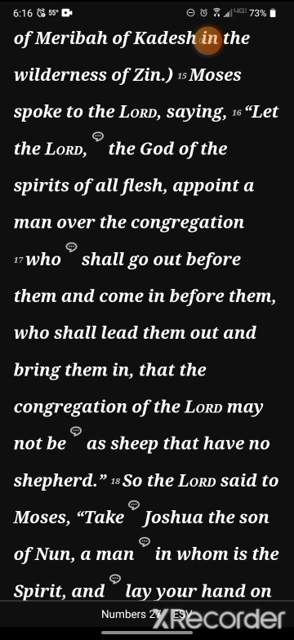 6:16 55° 73%
of Meribah of Kadesh in the
wilderness of Zin.) 15 Moses
spoke to the LORD, saying, 16 “Let
the LORD, the God of the
spirits of all flesh, appoint a
man over the congregation
17 who shall go out before
them and come in before them,
who shall lead them out and
bring them in, that the
congregation of the LORD may
not be as sheep that have no
shepherd.” 18 So the LORD said to
Moses, “Take Joshua the son
of Nun, a man in whom is the
Spirit, and lay your hand on
Numbers ESV
XRecorder